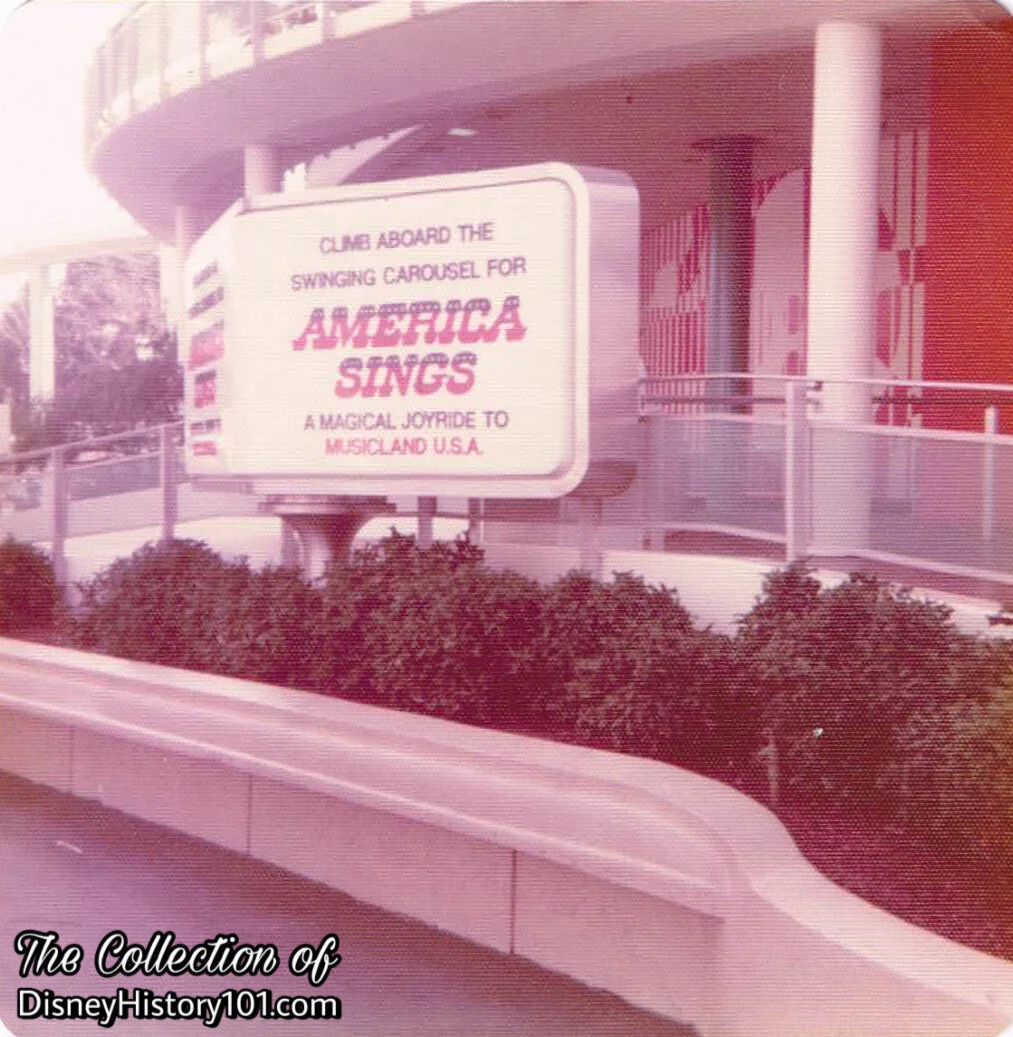 CLIMB ABOARD THE
SWINGING CAROUSEL FOR
AMERICA
SINGS
A MAGICAL JOYRIDE TO
MUSICLAND U.S.A.
The Collection of
DisneyHistory101.com